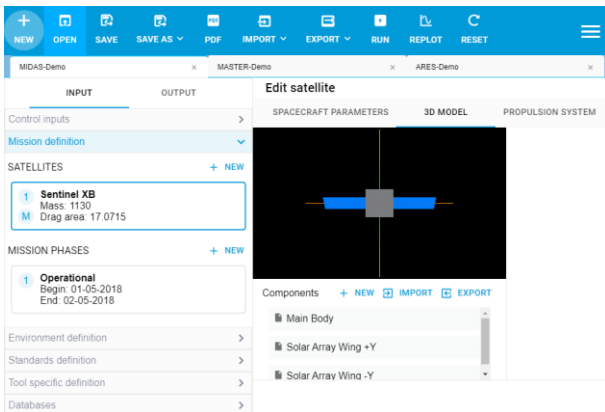 NEW
OPEN
SAVE
SAVE AS
PDF
PDF
IMPORT
EXPORT
RUN
REPLOT
RESET
MIDAS-Demo ×
MASTER-Demo ×
ARES-Demo ×
INPUT OUTPUT
Control inputs
Mission definition
SATELLITES + NEW
1 Sentinel XB
Mass: 1130
M Drag area: 17.0715
MISSION PHASES + NEW
1 Operational
Begin: 01-05-2018
End: 02-05-2018
Environment definition
Standards definition
Tool specific definition
Databases
Edit satellite
SPACECRAFT PARAMETERS 3D MODEL PROPULSION SYSTEM
Components + NEW IMPORT EXPORT
Main Body
Solar Array Wing +Y
Solar Array Wing -Y